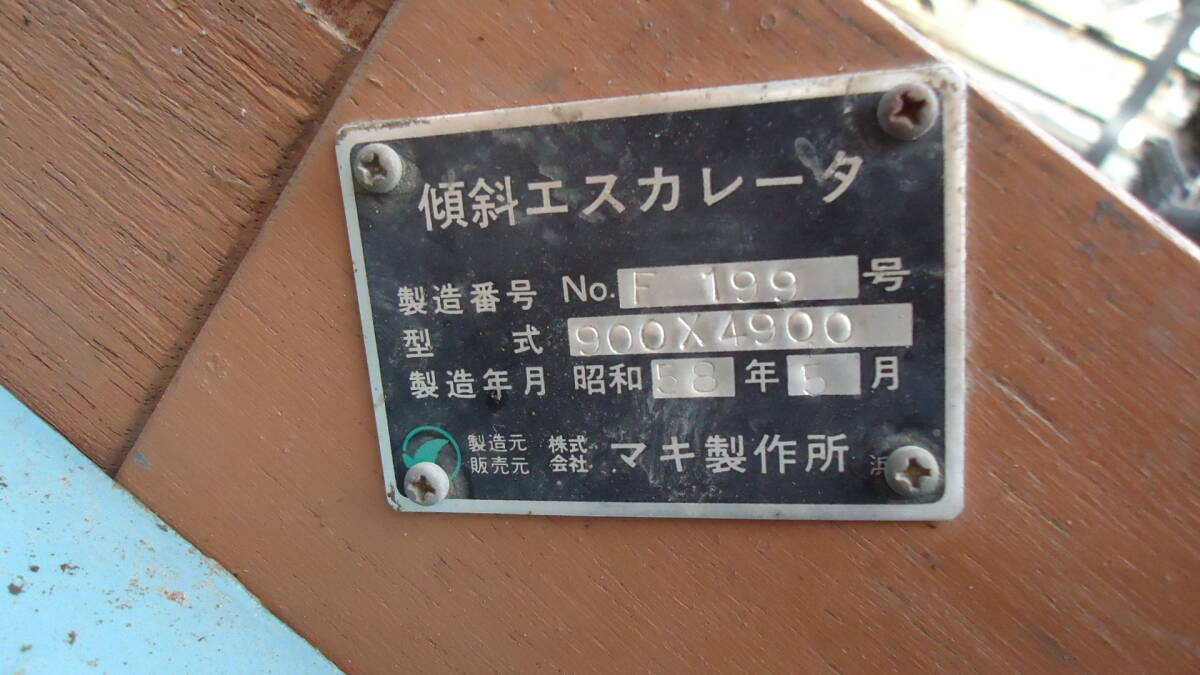 傾斜エスカレータ
製造番号 No. F 199 号
型式 900X4900
製造年月 昭和 58 年 5 月
製造元 販売元 株式会社 マキ製作所 浜